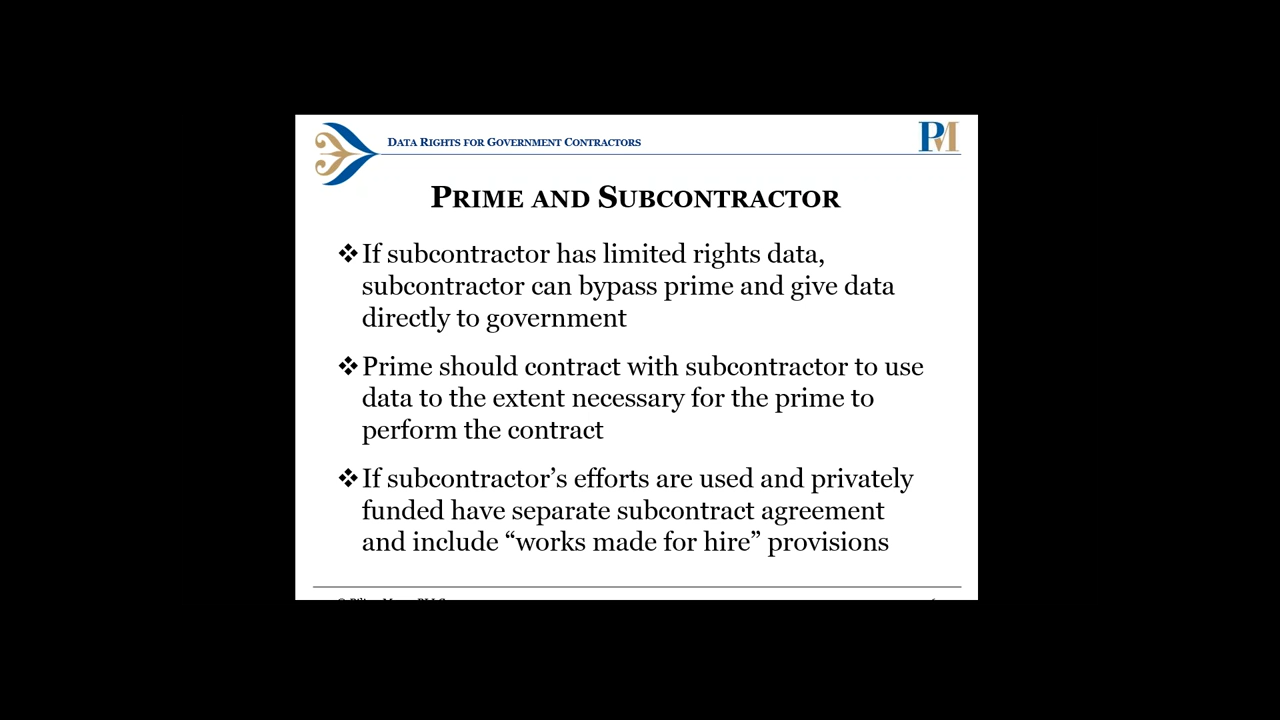 DATA RIGHTS FOR GOVERNMENT CONTRACTORS
PM
PRIME AND SUBCONTRACTOR
❖If subcontractor has limited rights data,
subcontractor can bypass prime and give data
directly to government
❖Prime should contract with subcontractor to use
data to the extent necessary for the prime to
perform the contract
❖If subcontractor’s efforts are used and privately
funded have separate subcontract agreement
and include “works made for hire” provisions